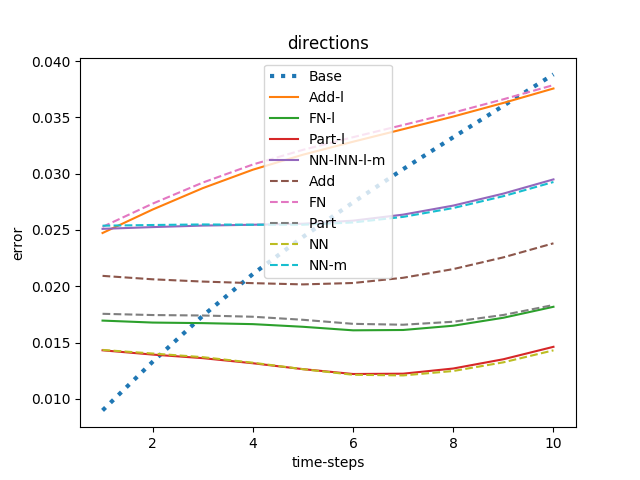 directions
0.040
0.035
0.030
0.025
0.020
0.015
0.010
error
Base
Add-l
FN-l
Part-l
NN-INN-l-m
Add
FN
Part
NN
NN-m
2
4
6
8
10
time-steps